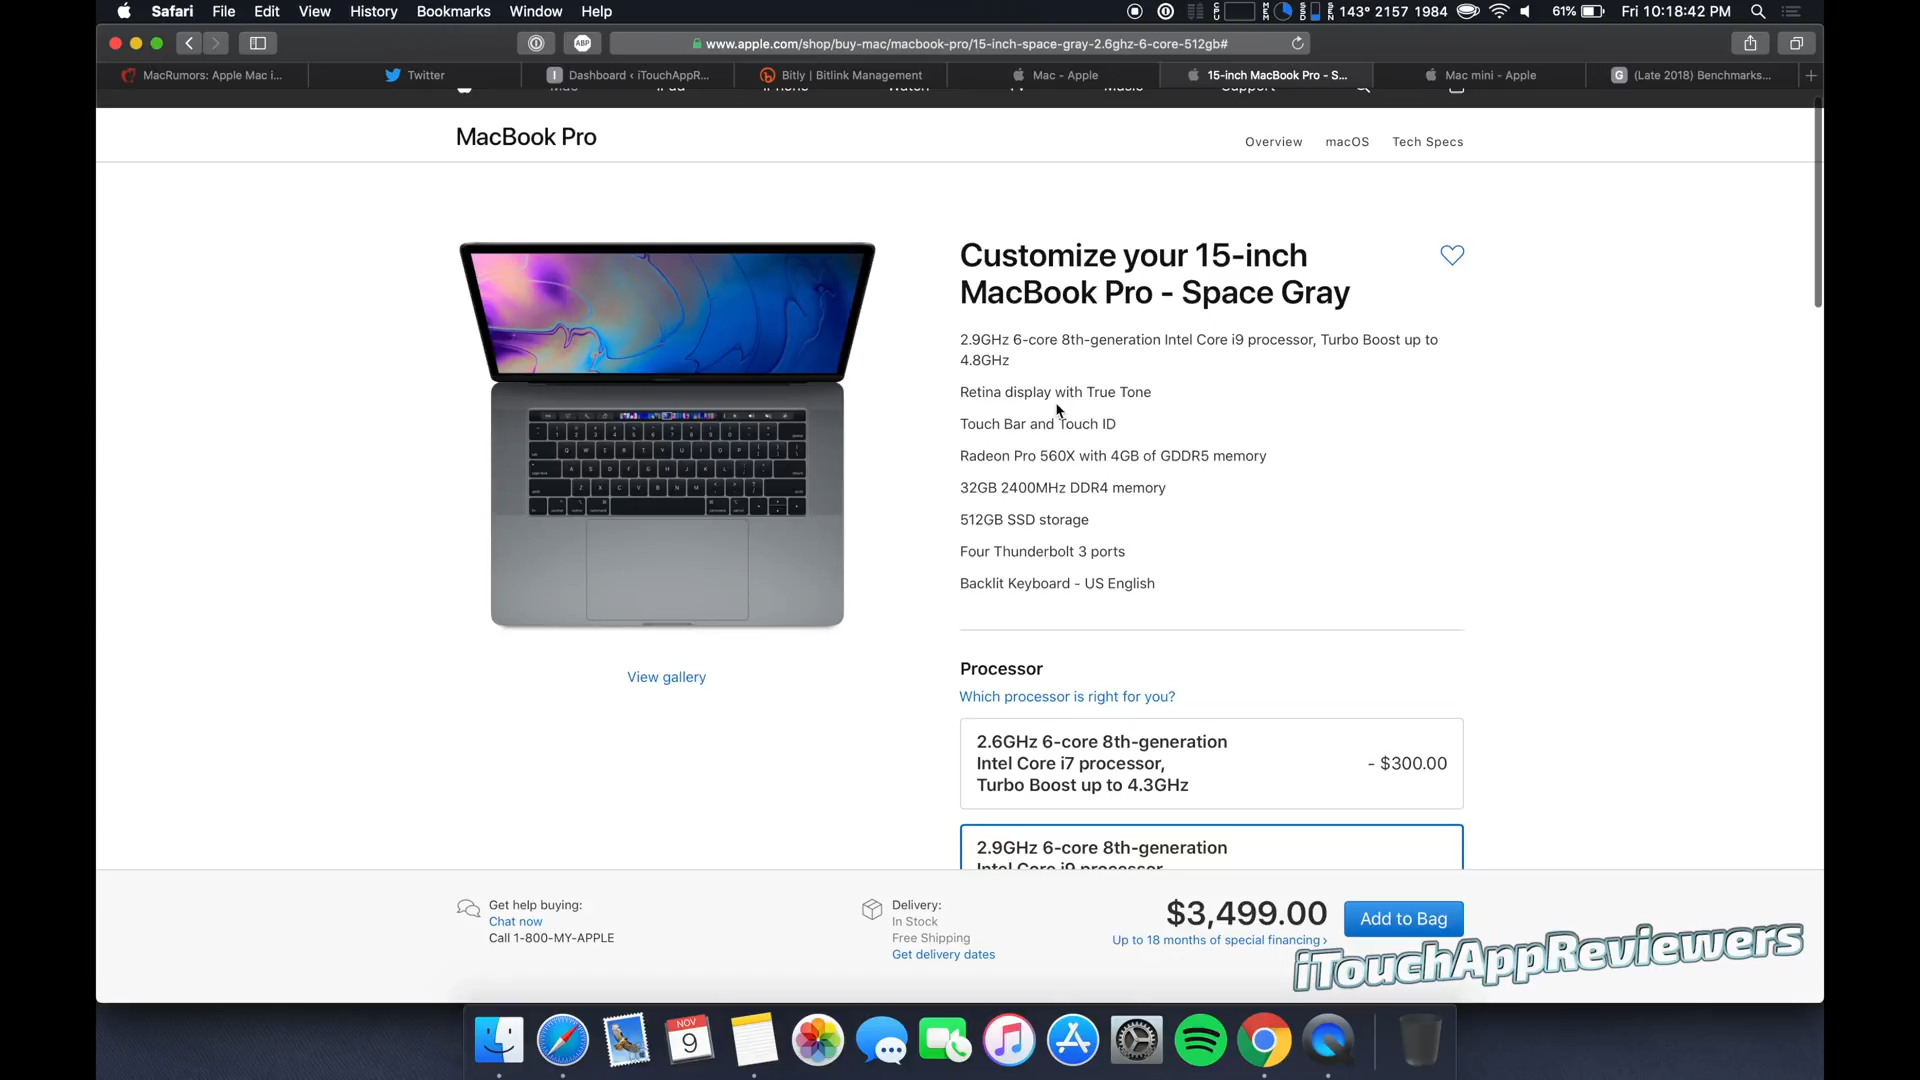 Safari File Edit View History Bookmarks Window Help
143° 2157 1984 61% Fri 10:18:42 PM
ABP www.apple.com/shop/buy-mac/macbook-pro/15-inch-space-gray-2.6ghz-6-core-512gb#
MacRumors: Apple Mac i... Twitter Dashboard ‹ iTouchAppR... Bitly | Bitlink Management Mac - Apple 15-inch MacBook Pro - S... Mac mini - Apple (Late 2018) Benchmarks...
MacBook Pro
Overview macOS Tech Specs
Customize your 15-inch
MacBook Pro - Space Gray
2.9GHz 6-core 8th-generation Intel Core i9 processor, Turbo Boost up to
4.8GHz
Retina display with True Tone
Touch Bar and Touch ID
Radeon Pro 560X with 4GB of GDDR5 memory
32GB 2400MHz DDR4 memory
512GB SSD storage
Four Thunderbolt 3 ports
Backlit Keyboard - US English
View gallery
Processor
Which processor is right for you?
2.6GHz 6-core 8th-generation
Intel Core i7 processor,
Turbo Boost up to 4.3GHz
- $300.00
2.9GHz 6-core 8th-generation
Intel Core i9 processor
Get help buying:
Chat now
Call 1-800-MY-APPLE
Delivery:
In Stock
Free Shipping
Get delivery dates
$3,499.00
Up to 18 months of special financing ›
Add to Bag
iTouchAppReviewers
NOV
9